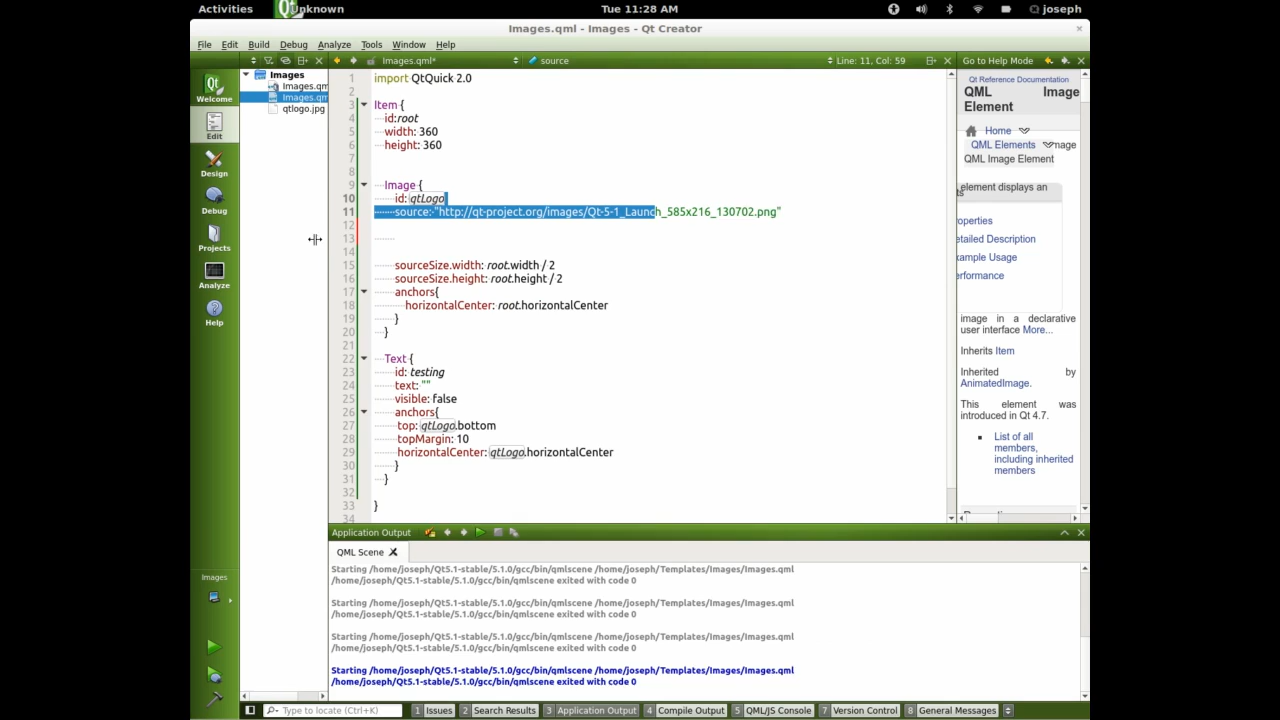 Activities Unknown Tue 11:28 AM joseph
Images.qml - Images - Qt Creator
File Edit Build Debug Analyze Tools Window Help
Images.qml* source Line: 11, Col: 59 Go to Help Mode
Welcome
Edit
Design
Debug
Projects
Analyze
Help
Images
Images
Images.qm
Images.qm
qtlogo.jpg
1 import QtQuick 2.0
2
3 Item {
4 id:root
5 width: 360
6 height: 360
7
8
9 Image {
10 id: qtLogo
11 source: "http://qt-project.org/images/Qt-5-1_Launch_585x216_130702.png"
12
13
14
15 sourceSize.width: root.width / 2
16 sourceSize.height: root.height / 2
17 anchors{
18 horizontalCenter: root.horizontalCenter
19 }
20 }
21
22 Text {
23 id: testing
24 text: ""
25 visible: false
26 anchors{
27 top: qtLogo.bottom
28 topMargin: 10
29 horizontalCenter: qtLogo.horizontalCenter
30 }
31 }
32
33 }
34
Qt Reference Documentation
QML Image
Element
Home
QML Elements
QML Image Element
element displays an
roperties
etailed Description
xample Usage
erformance
image in a declarative
user interface More...
Inherits Item
Inherited by
AnimatedImage.
This element was
introduced in Qt 4.7.
List of all
members,
including inherited
members
Application Output
QML Scene
Starting /home/joseph/Qt5.1-stable/5.1.0/gcc/bin/qmlscene /home/joseph/Templates/Images/Images.qml
/home/joseph/Qt5.1-stable/5.1.0/gcc/bin/qmlscene exited with code 0
Starting /home/joseph/Qt5.1-stable/5.1.0/gcc/bin/qmlscene /home/joseph/Templates/Images/Images.qml
/home/joseph/Qt5.1-stable/5.1.0/gcc/bin/qmlscene exited with code 0
Starting /home/joseph/Qt5.1-stable/5.1.0/gcc/bin/qmlscene /home/joseph/Templates/Images/Images.qml
/home/joseph/Qt5.1-stable/5.1.0/gcc/bin/qmlscene exited with code 0
Starting /home/joseph/Qt5.1-stable/5.1.0/gcc/bin/qmlscene /home/joseph/Templates/Images/Images.qml
/home/joseph/Qt5.1-stable/5.1.0/gcc/bin/qmlscene exited with code 0
Type to locate (Ctrl+K) 1 Issues 2 Search Results 3 Application Output 4 Compile Output 5 QML/JS Console 7 Version Control 8 General Messages